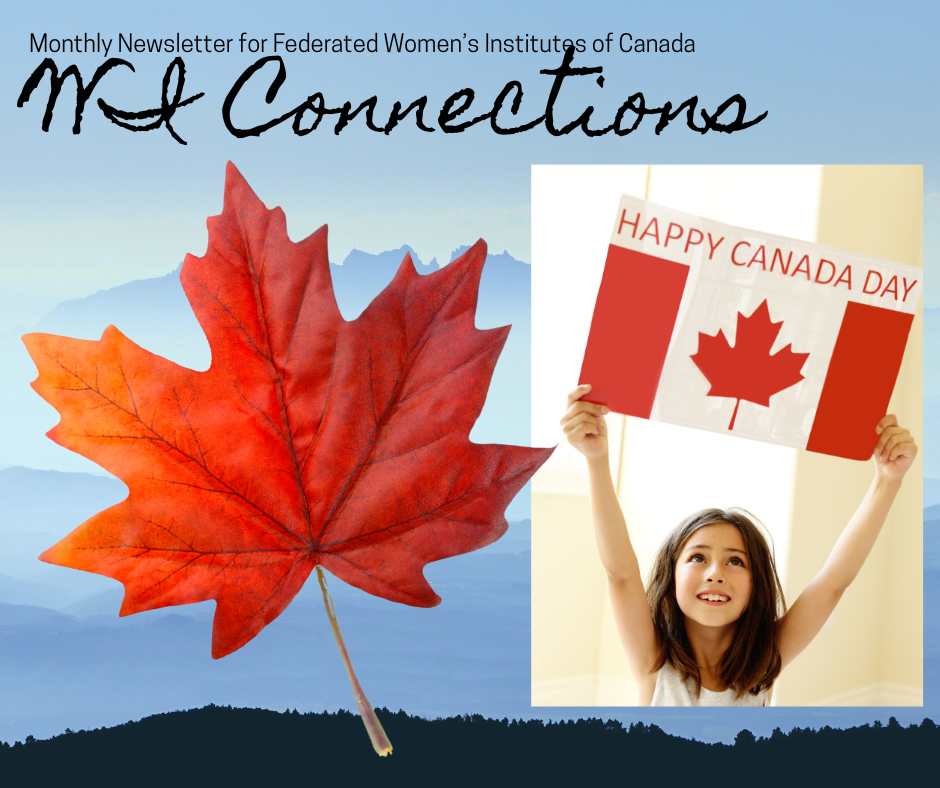 Monthly Newsletter for Federated Women’s Institutes of Canada
WI Connections
HAPPY CANADA DAY